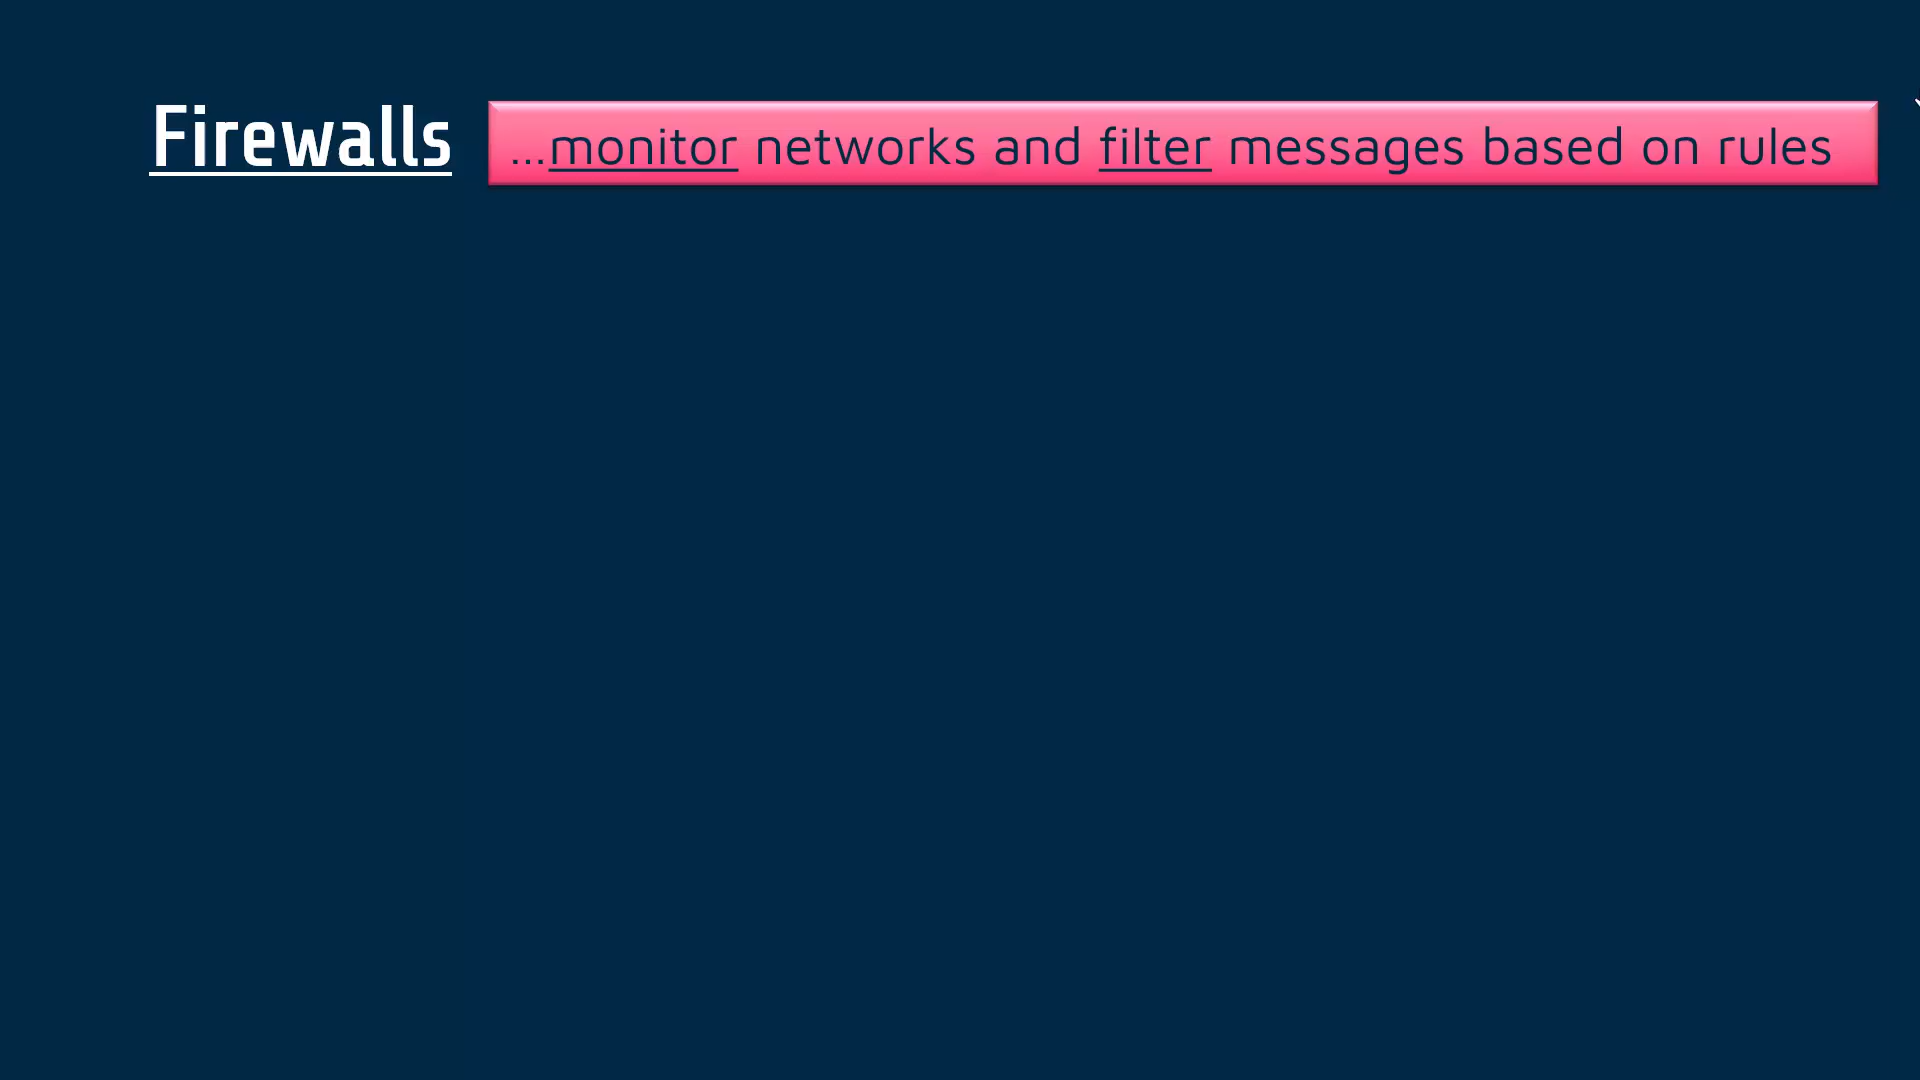 Firewalls ...monitor networks and filter messages based on rules